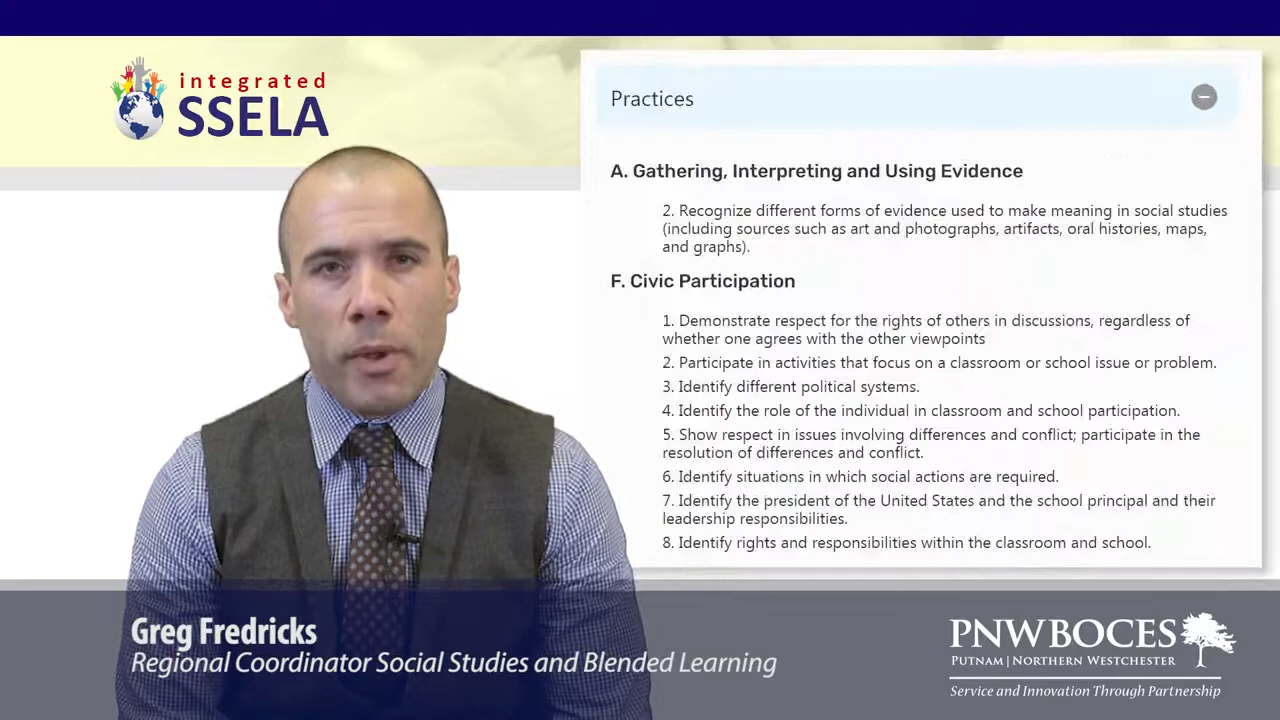 integrated
SSELA
Practices
A. Gathering, Interpreting and Using Evidence
2. Recognize different forms of evidence used to make meaning in social studies
(including sources such as art and photographs, artifacts, oral histories, maps,
and graphs).
F. Civic Participation
1. Demonstrate respect for the rights of others in discussions, regardless of
whether one agrees with the other viewpoints
2. Participate in activities that focus on a classroom or school issue or problem.
3. Identify different political systems.
4. Identify the role of the individual in classroom and school participation.
5. Show respect in issues involving differences and conflict; participate in the
resolution of differences and conflict.
6. Identify situations in which social actions are required.
7. Identify the president of the United States and the school principal and their
leadership responsibilities.
8. Identify rights and responsibilities within the classroom and school.
Greg Fredricks
Regional Coordinator Social Studies and Blended Learning
PNWBOCES
PUTNAM | NORTHERN WESTCHESTER
Service and Innovation Through Partnership